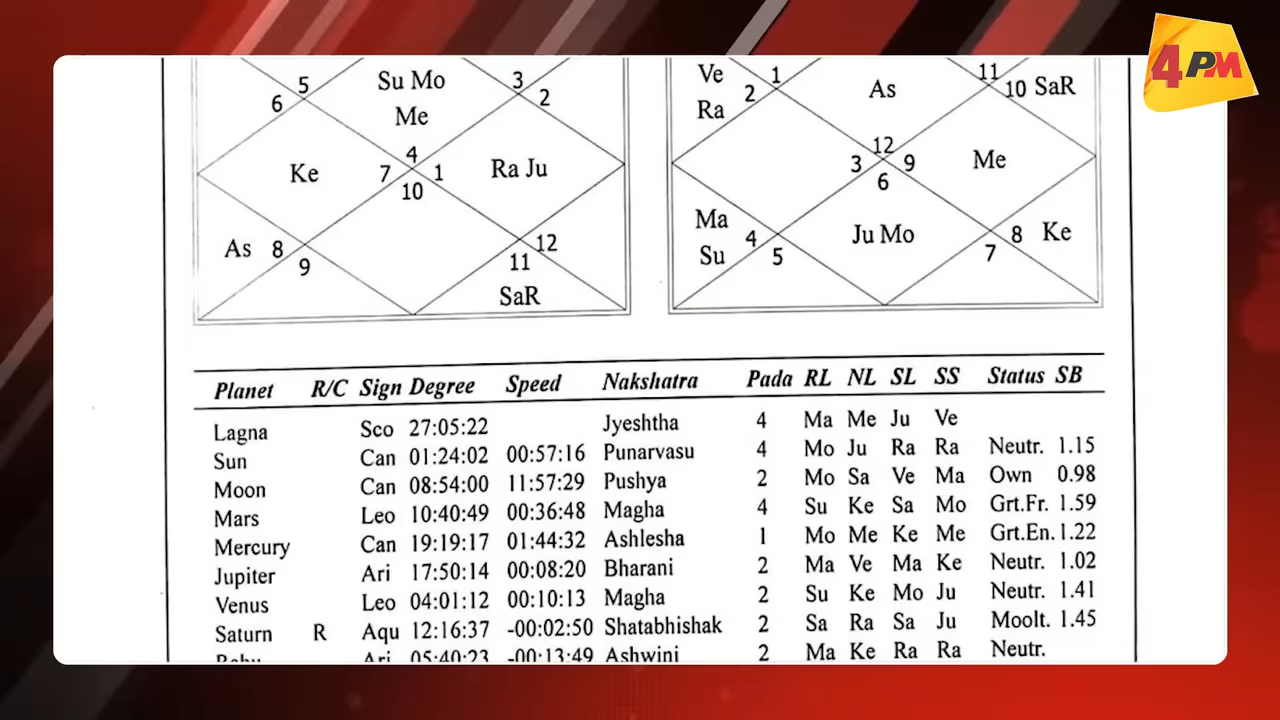 4PM
5
6
Su Mo
Me
3
2
Ke
7
4
1
10
Ra Ju
As 8
9
12
11
SaR
Ve
Ra
1
2
As
11
10 SaR
12
3
9
6
Me
Ma
Su
4
5
Ju Mo
8 Ke
7
Planet R/C Sign Degree Speed Nakshatra Pada RL NL SL SS Status SB
Lagna Sco 27:05:22 Jyeshtha 4 Ma Me Ju Ve
Sun Can 01:24:02 00:57:16 Punarvasu 4 Mo Ju Ra Ra Neutr. 1.15
Moon Can 08:54:00 11:57:29 Pushya 2 Mo Sa Ve Ma Own 0.98
Mars Leo 10:40:49 00:36:48 Magha 4 Su Ke Sa Mo Grt.Fr. 1.59
Mercury Can 19:19:17 01:44:32 Ashlesha 1 Mo Me Ke Me Grt.En. 1.22
Jupiter Ari 17:50:14 00:08:20 Bharani 2 Ma Ve Ma Ke Neutr. 1.02
Venus Leo 04:01:12 00:10:13 Magha 2 Su Ke Mo Ju Neutr. 1.41
Saturn R Aqu 12:16:37 -00:02:50 Shatabhishak 2 Sa Ra Sa Ju Moolt. 1.45
Rahu Ari 05:40:23 -00:13:49 Ashwini 2 Ma Ke Ra Ra Neutr.